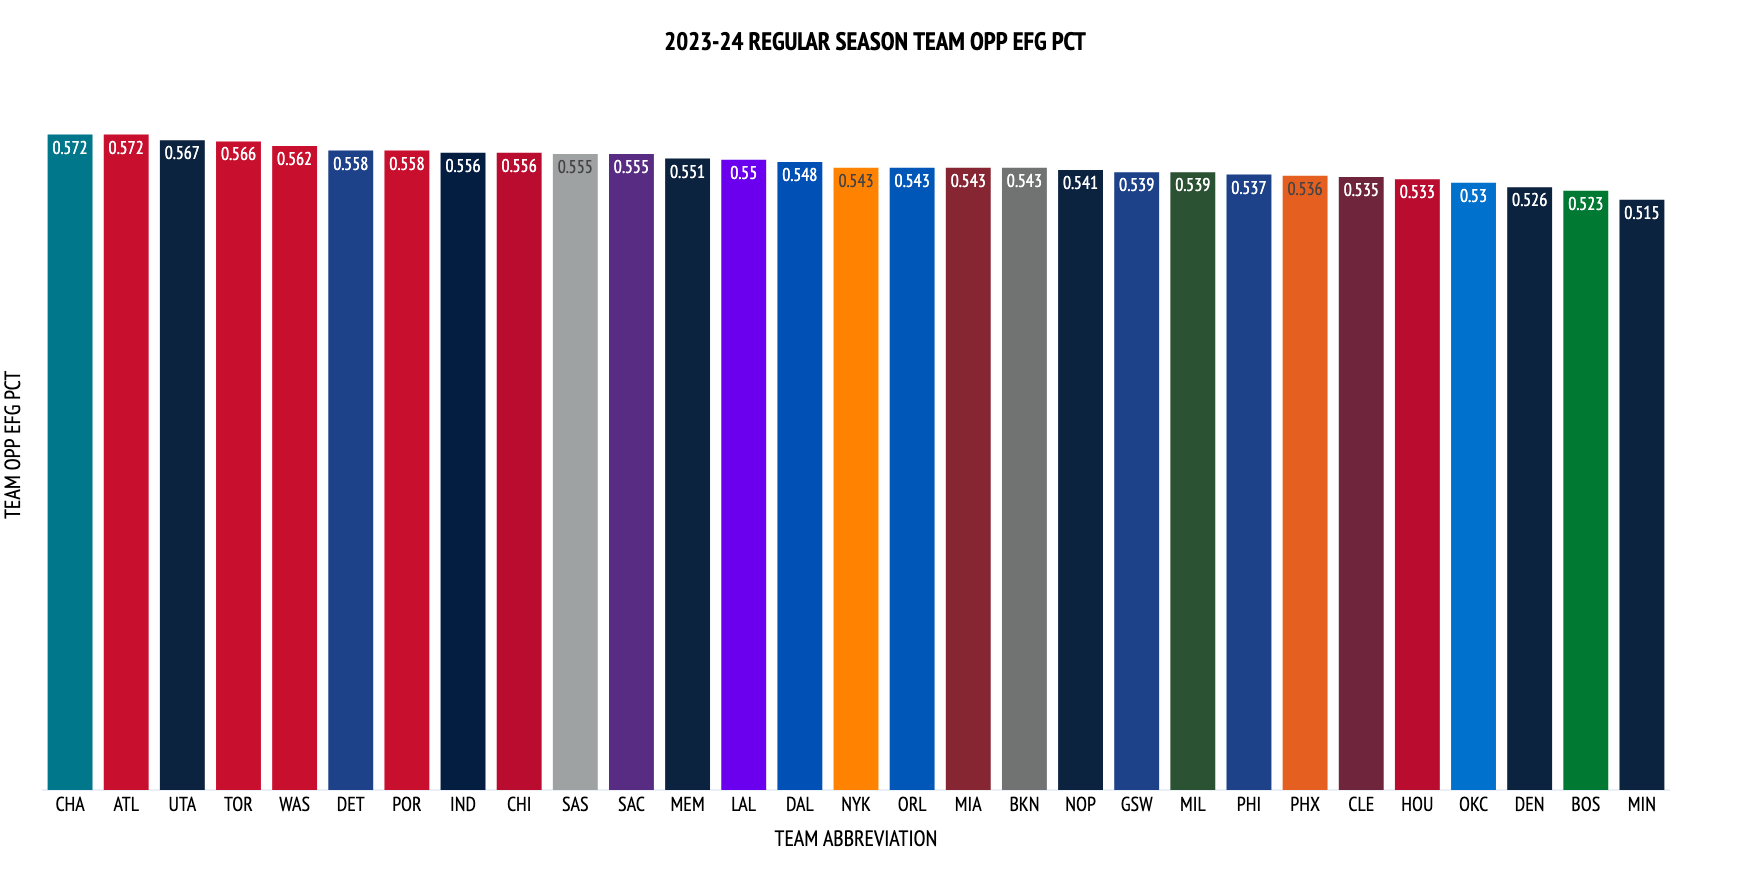 2023-24 REGULAR SEASON TEAM OPP EFG PCT
TEAM OPP EFG PCT
0.572 0.572 0.567 0.566 0.562 0.558 0.558 0.556 0.556 0.555 0.555 0.551 0.55 0.548 0.543 0.543 0.543 0.543 0.541 0.539 0.539 0.537 0.536 0.535 0.533 0.53 0.526 0.523 0.515
CHA ATL UTA TOR WAS DET POR IND CHI SAS SAC MEM LAL DAL NYK ORL MIA BKN NOP GSW MIL PHI PHX CLE HOU OKC DEN BOS MIN
TEAM ABBREVIATION